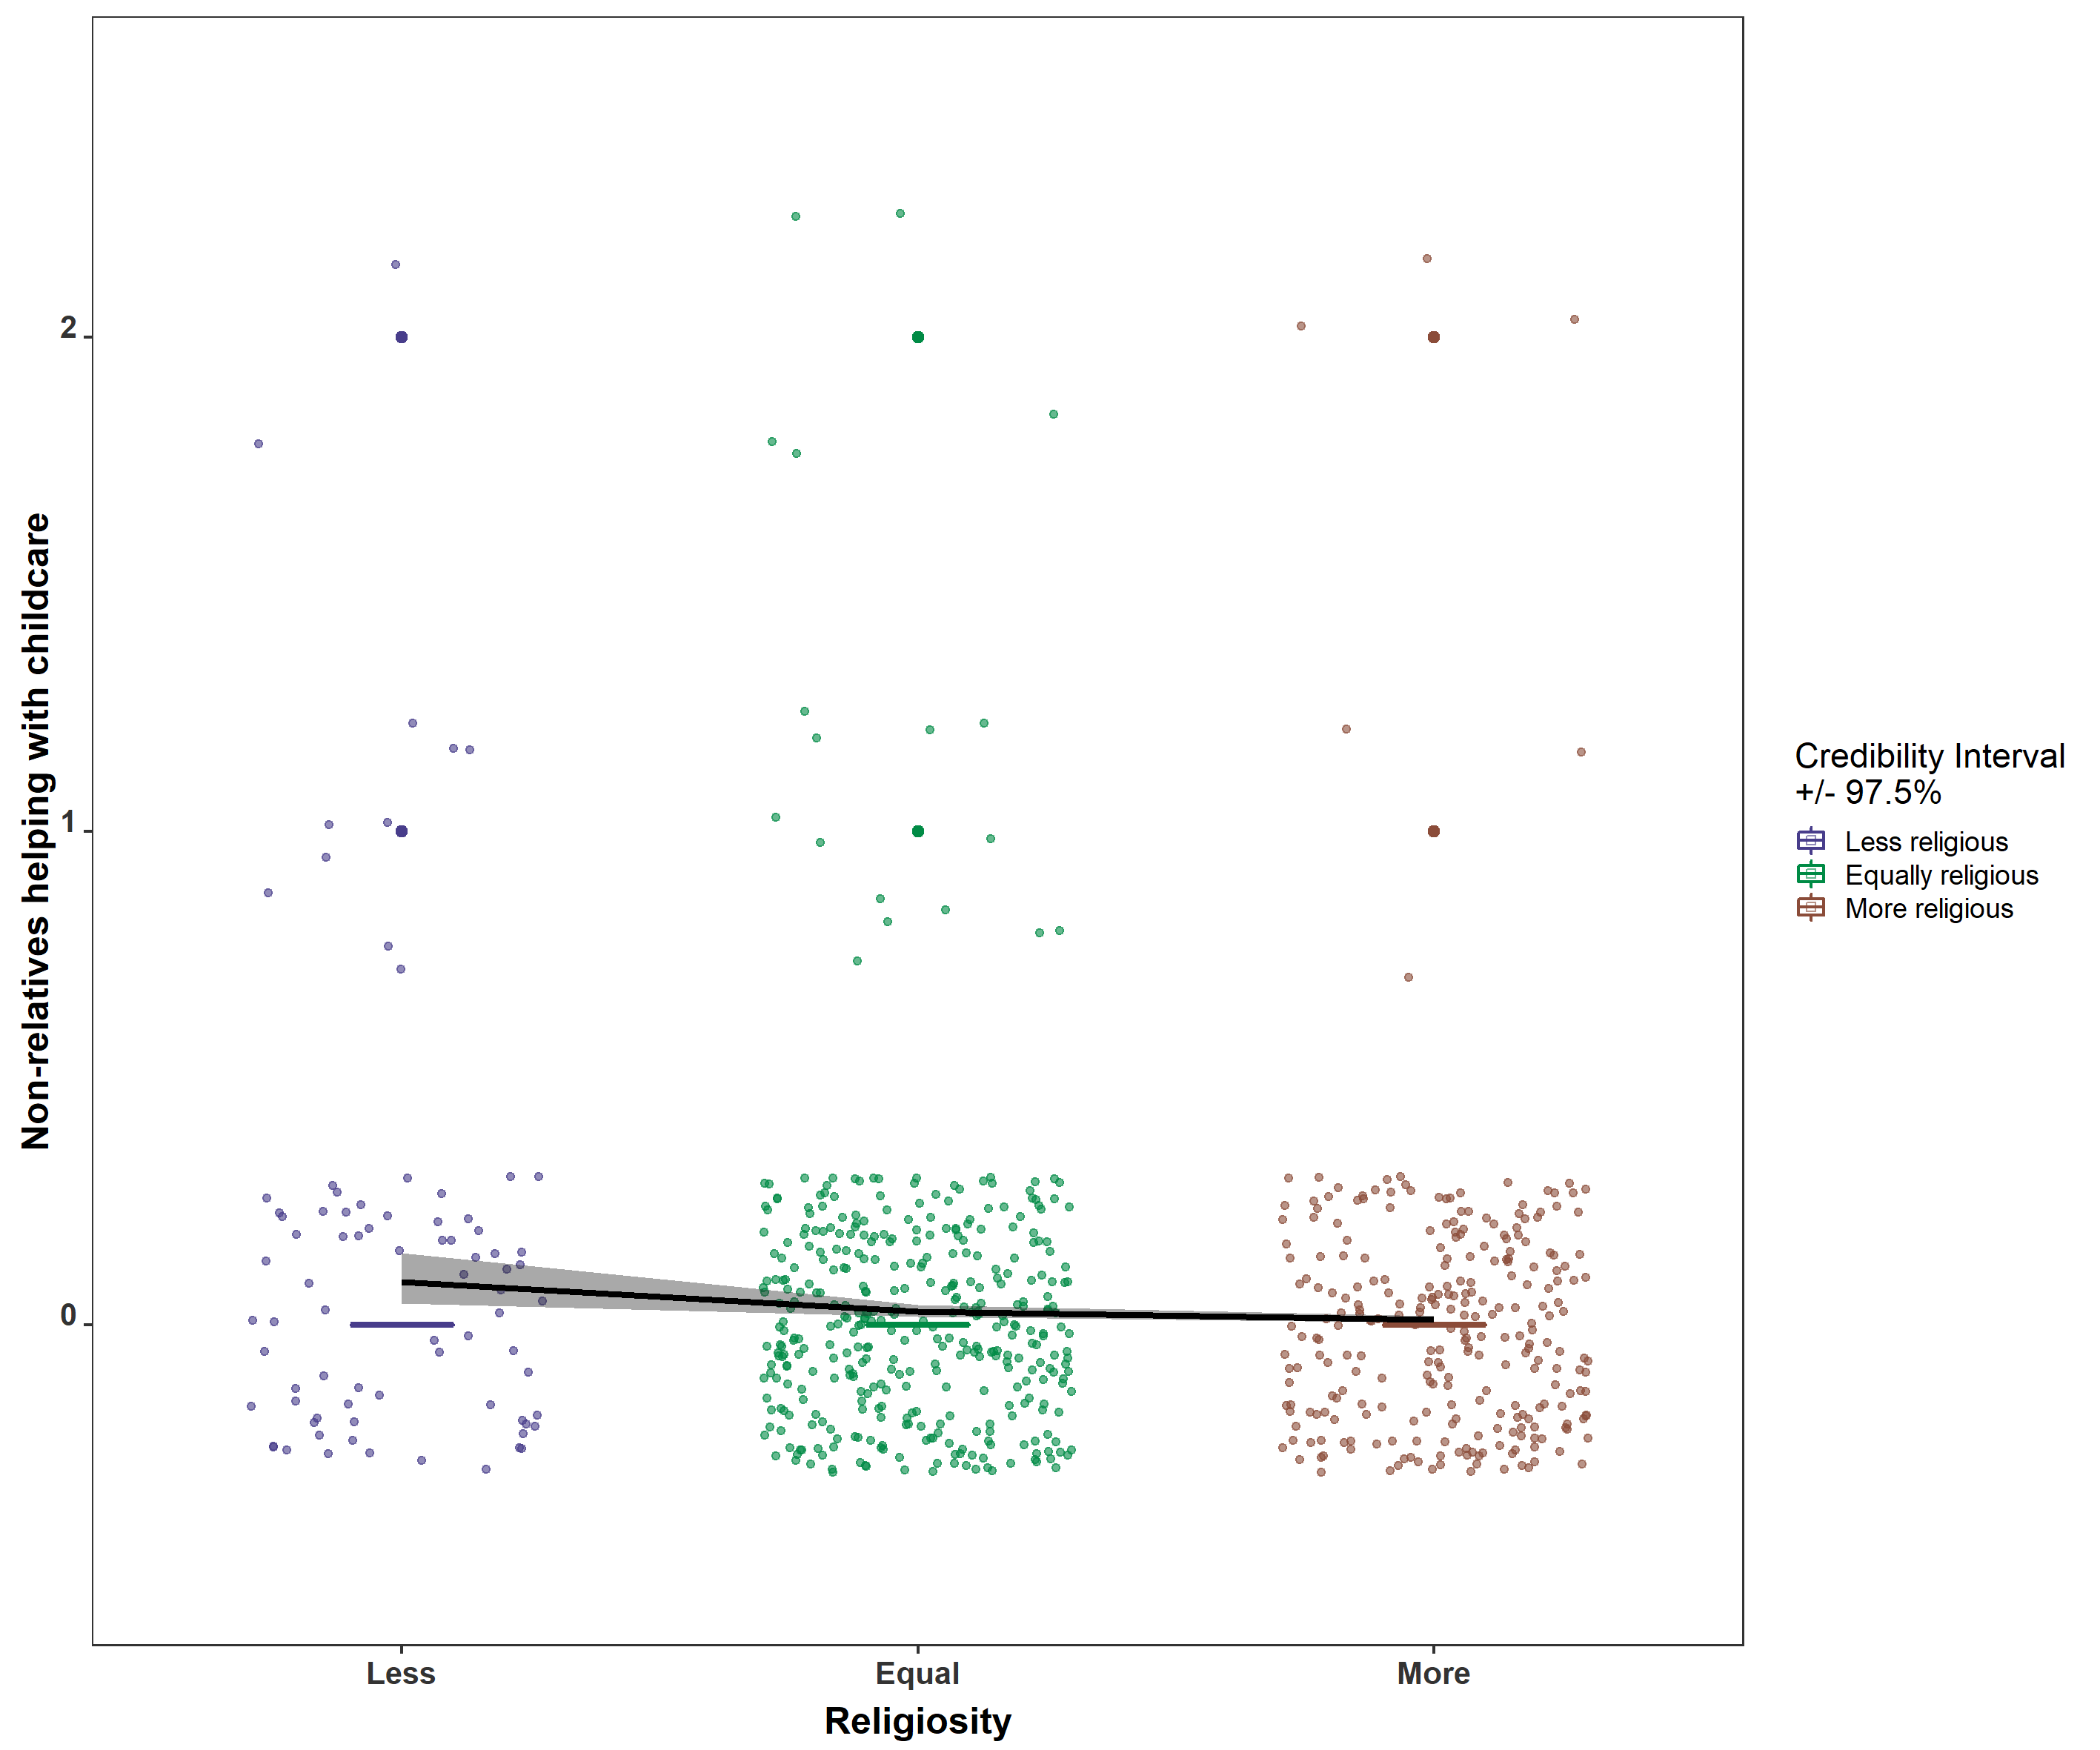 Non-relatives helping with childcare
2
1
0
Less
Equal
More
Religiosity
Credibility Interval
+/- 97.5%
Less religious
Equally religious
More religious